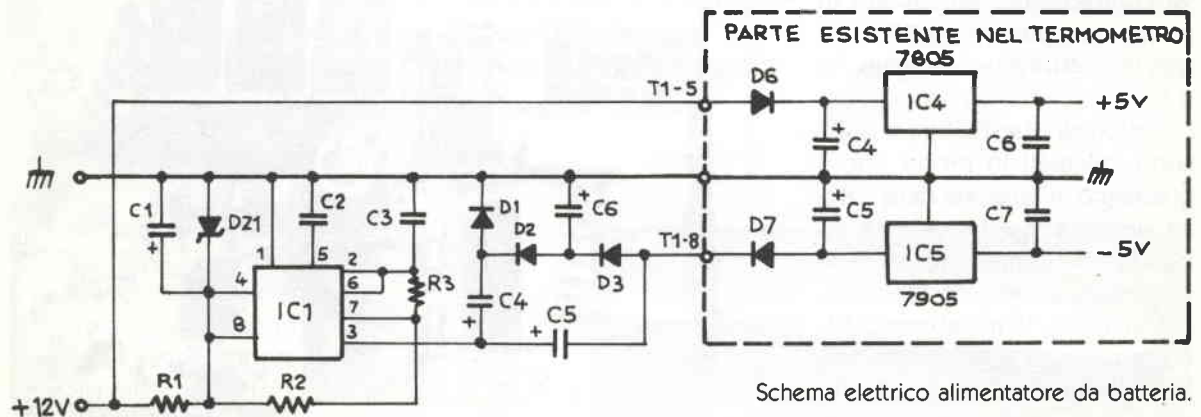 PARTE ESISTENTE NEL TERMOMETRO
7805
D6
T1-5
IC4
+5V
C4
C6
C1
DZ1
C2
C3
D1
C6
C5
C7
D2
T1-8
D7
-5V
1
5
2
4
6
R3
D3
IC5
7
IC1
C4
C5
7905
8
3
R1
R2
+12V
Schema elettrico alimentatore da batteria.
+
+
+
+
+
+
+